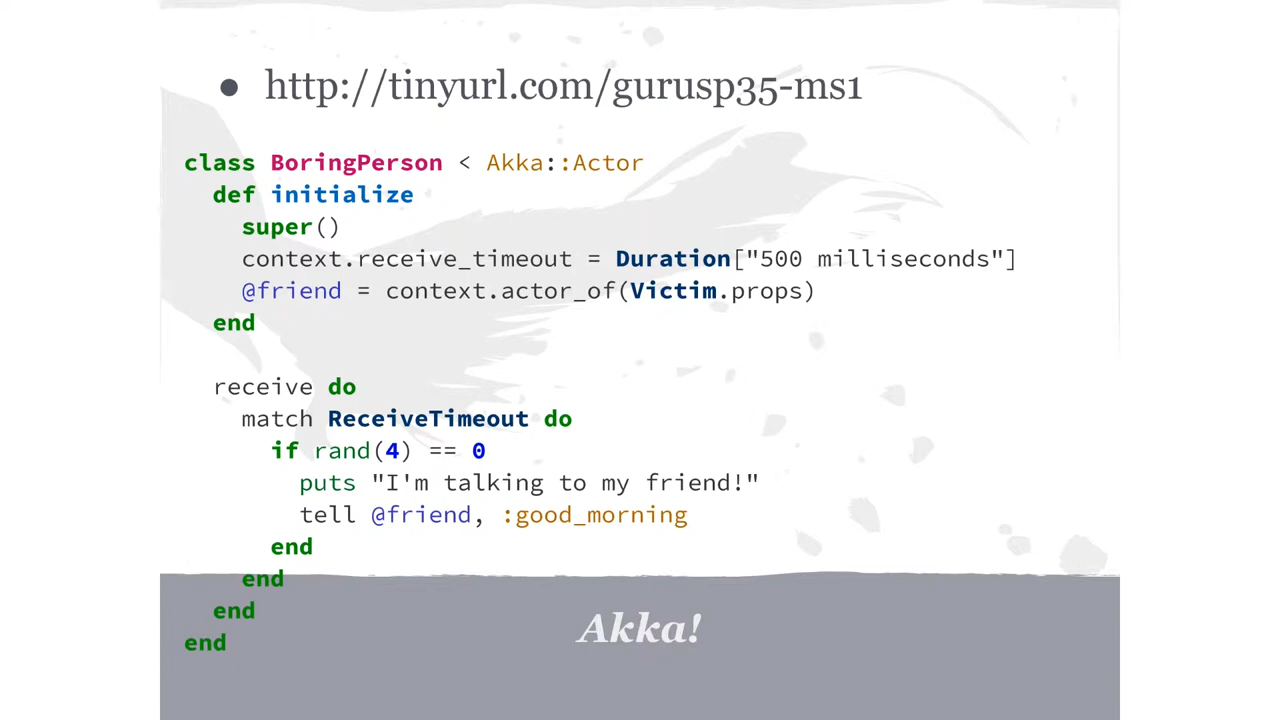 ● http://tinyurl.com/gurusp35-ms1
class BoringPerson < Akka::Actor
  def initialize
    super()
    context.receive_timeout = Duration["500 milliseconds"]
    @friend = context.actor_of(Victim.props)
  end

  receive do
    match ReceiveTimeout do
      if rand(4) == 0
        puts "I'm talking to my friend!"
        tell @friend, :good_morning
      end
    end
  end
end
Akka!